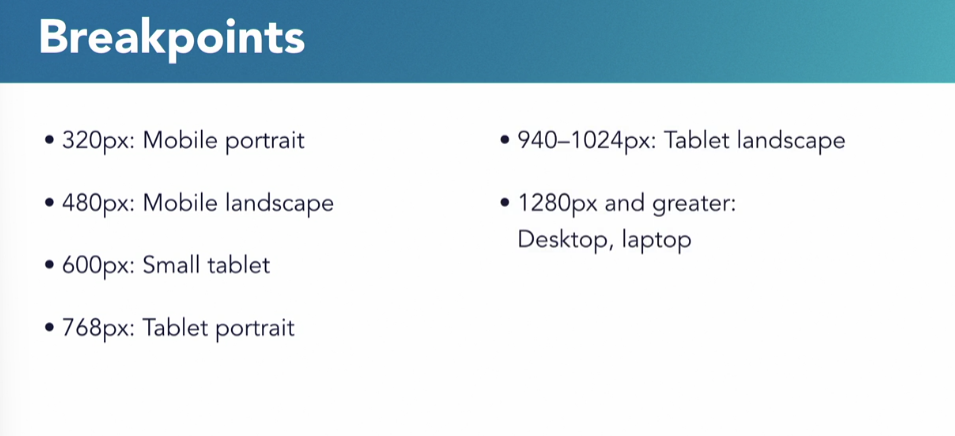 Breakpoints
• 320px: Mobile portrait
• 480px: Mobile landscape
• 600px: Small tablet
• 768px: Tablet portrait
• 940–1024px: Tablet landscape
• 1280px and greater:
Desktop, laptop